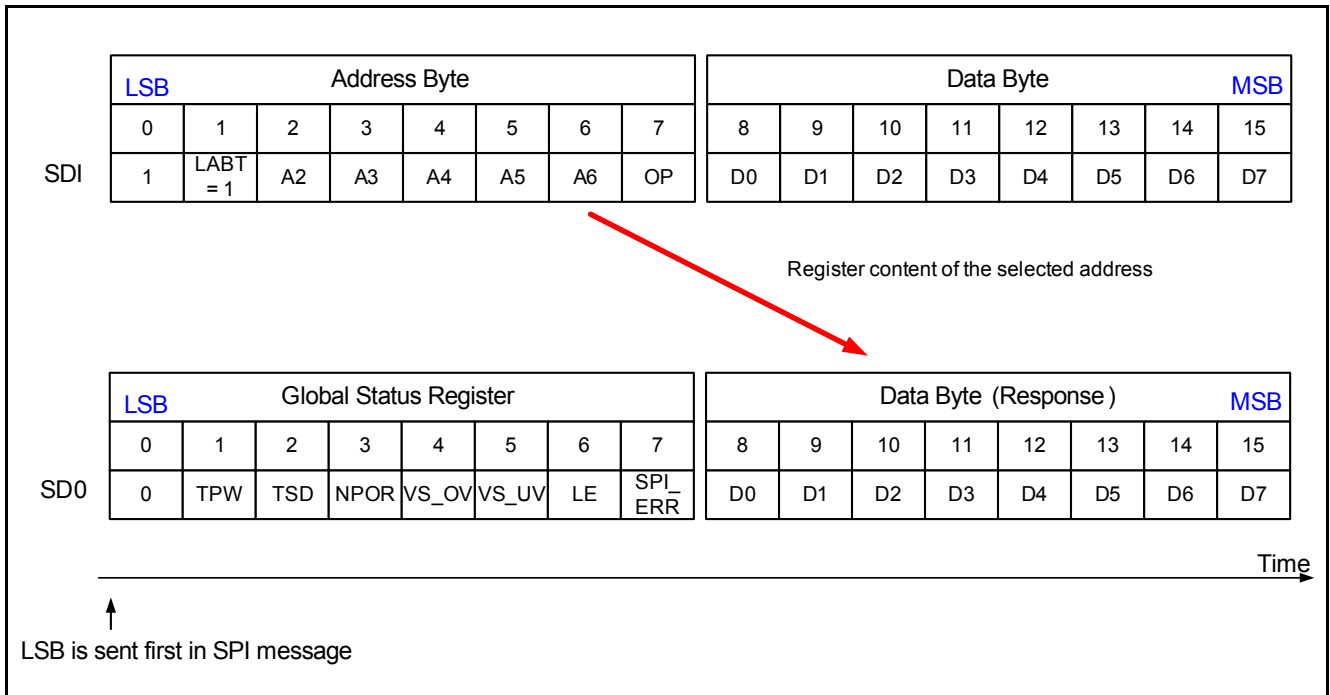 LSB Address Byte Data Byte MSB
0 1 2 3 4 5 6 7 8 9 10 11 12 13 14 15
SDI 1 LABT = 1 A2 A3 A4 A5 A6 OP D0 D1 D2 D3 D4 D5 D6 D7
Register content of the selected address
LSB Global Status Register Data Byte (Response) MSB
0 1 2 3 4 5 6 7 8 9 10 11 12 13 14 15
SD0 0 TPW TSD NPOR VS_OV VS_UV LE SPI_ERR D0 D1 D2 D3 D4 D5 D6 D7
Time
LSB is sent first in SPI message